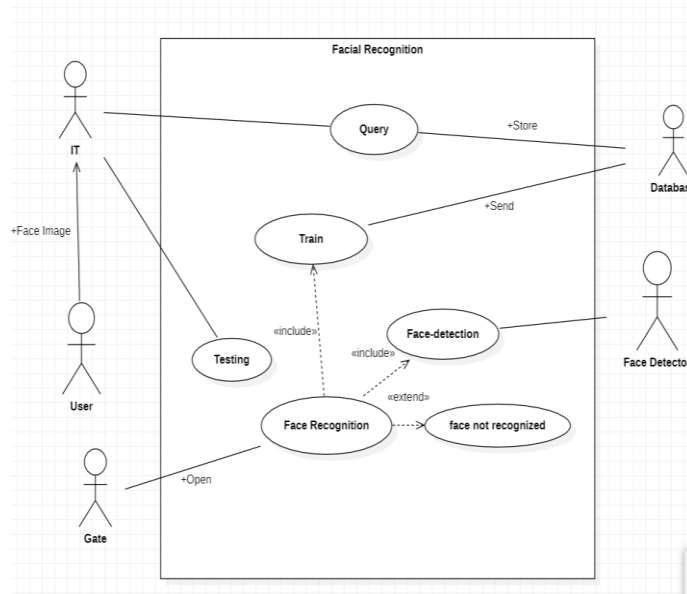 Facial Recognition
Query
+Store
IT
Databas
+Face Image
+Send
Train
«include»
Face-detection
«include»
Testing
Face Detecto
«extend»
User
Face Recognition
face not recognized
+Open
Gate